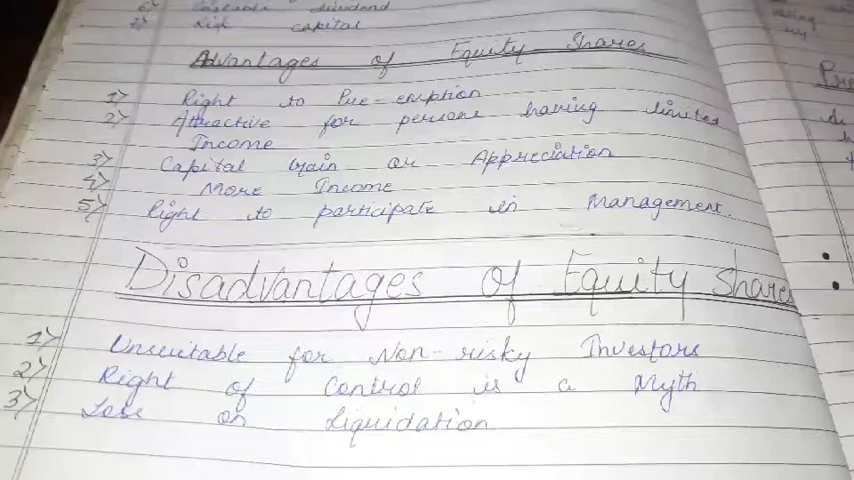 dividend
capital
Advantages of Equity Shares
1) Right to Pre-emption
2) Attractive for persons having limited
Income
3) Capital Gain or Appreciation
4) More Income
5) Right to participate in Management.
Disadvantages of Equity Shares
1) Unsuitable for Non-risky Investors
2) Right of Control is a Myth
3) Loss on Liquidation